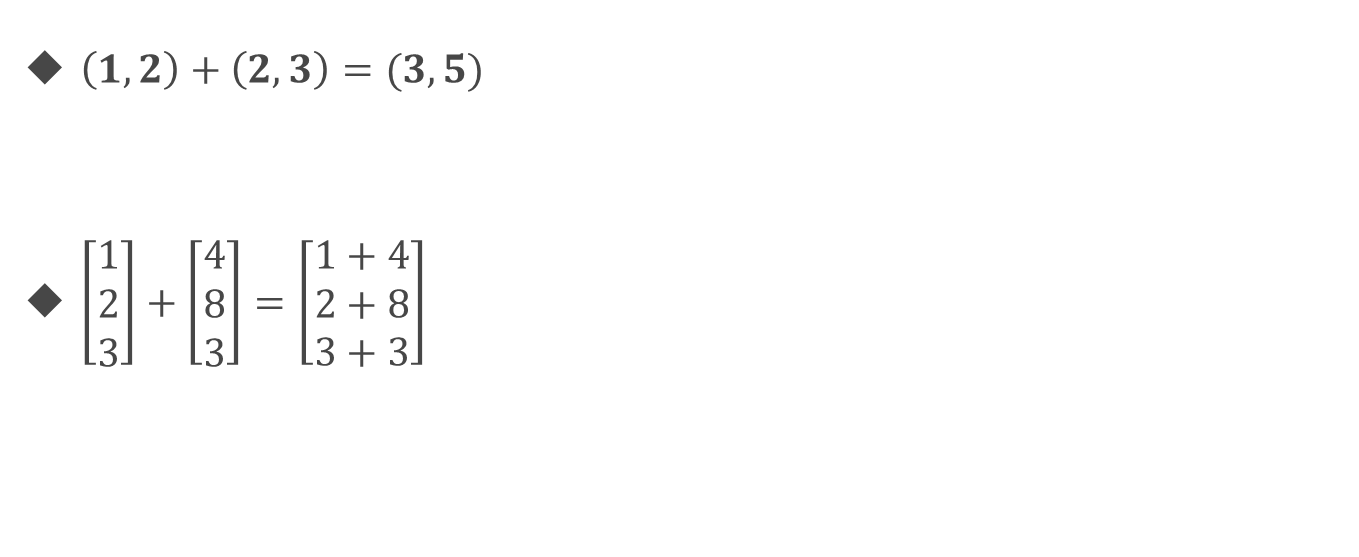 ◆ (1, 2) + (2, 3) = (3, 5)
◆ [1 2 3] + [4 8 3] = [1 + 4 2 + 8 3 + 3]